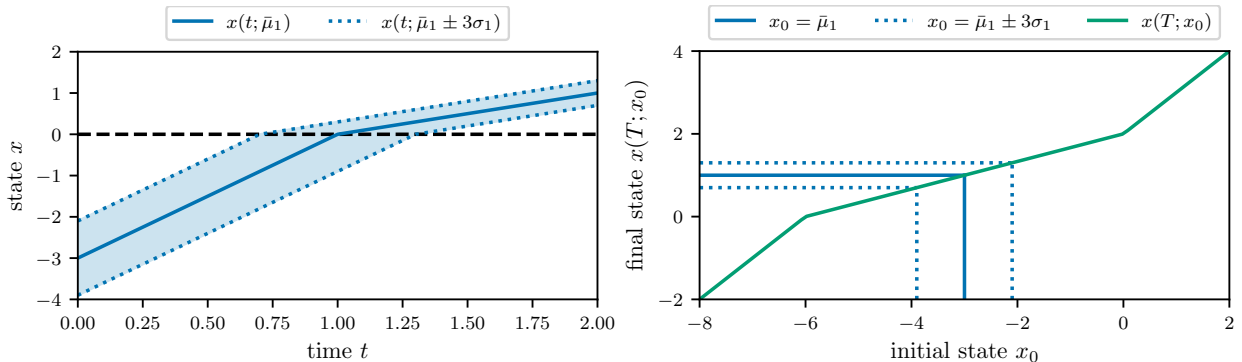 x(t; μ̄₁) x(t; μ̄₁ ± 3σ₁)
state x
2
1
0
−1
−2
−3
−4
0.00 0.25 0.50 0.75 1.00 1.25 1.50 1.75 2.00
time t
x₀ = μ̄₁ x₀ = μ̄₁ ± 3σ₁ x(T; x₀)
final state x(T; x₀)
4
2
0
−2
−8 −6 −4 −2 0 2
initial state x₀